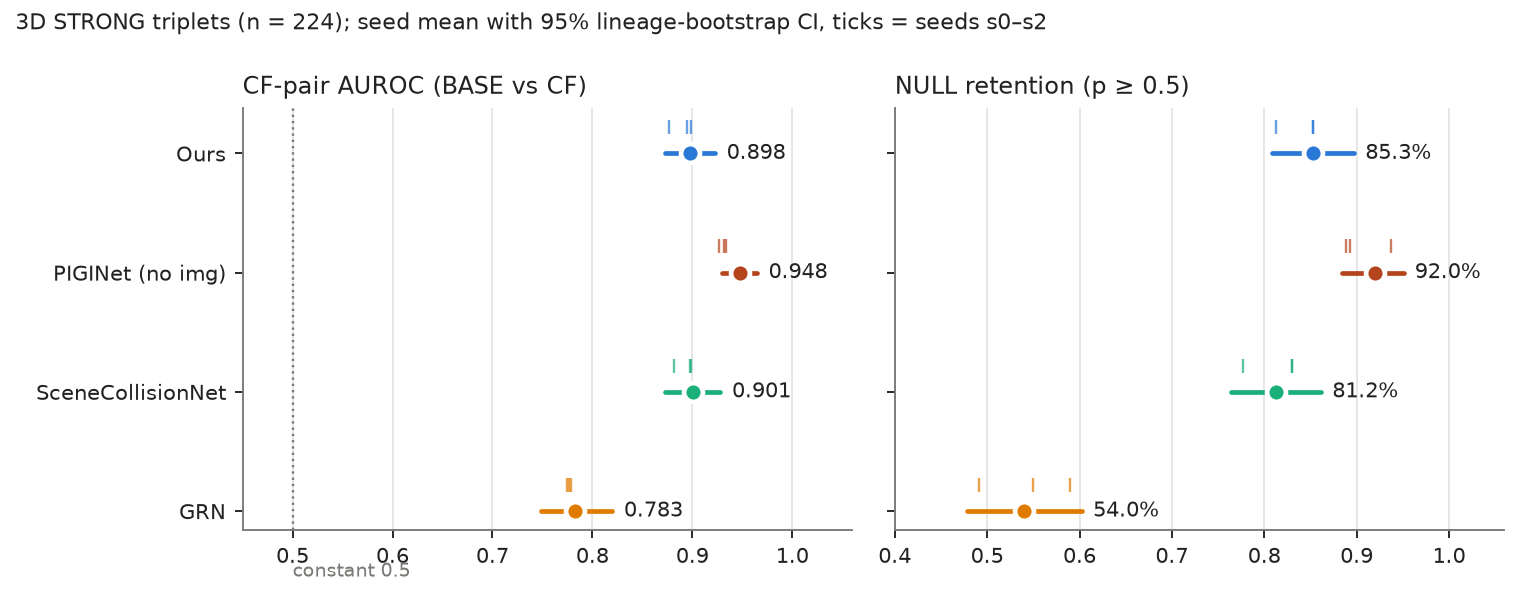 3D STRONG triplets (n = 224); seed mean with 95% lineage-bootstrap CI, ticks = seeds s0–s2
CF-pair AUROC (BASE vs CF)
NULL retention (p ≥ 0.5)
Ours
0.898
85.3%
PIGINet (no img)
0.948
92.0%
SceneCollisionNet
0.901
81.2%
GRN
0.783
54.0%
0.5 0.6 0.7 0.8 0.9 1.0
constant 0.5
0.4 0.5 0.6 0.7 0.8 0.9 1.0